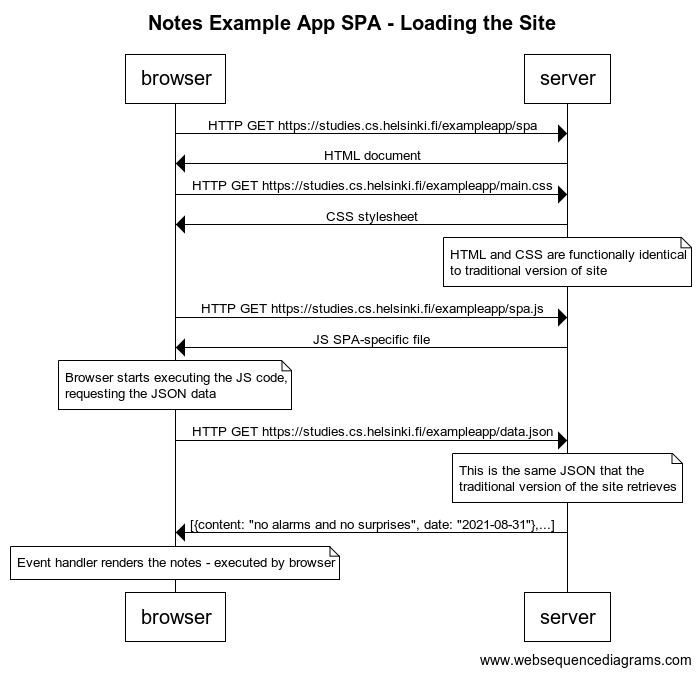 Notes Example App SPA - Loading the Site
browser
server
HTTP GET https://studies.cs.helsinki.fi/exampleapp/spa
HTML document
HTTP GET https://studies.cs.helsinki.fi/exampleapp/main.css
CSS stylesheet
HTML and CSS are functionally identical
to traditional version of site
HTTP GET https://studies.cs.helsinki.fi/exampleapp/spa.js
JS SPA-specific file
Browser starts executing the JS code,
requesting the JSON data
HTTP GET https://studies.cs.helsinki.fi/exampleapp/data.json
This is the same JSON that the
traditional version of the site retrieves
[{content: "no alarms and no surprises", date: "2021-08-31"},...]
Event handler renders the notes - executed by browser
browser
server
www.websequencediagrams.com